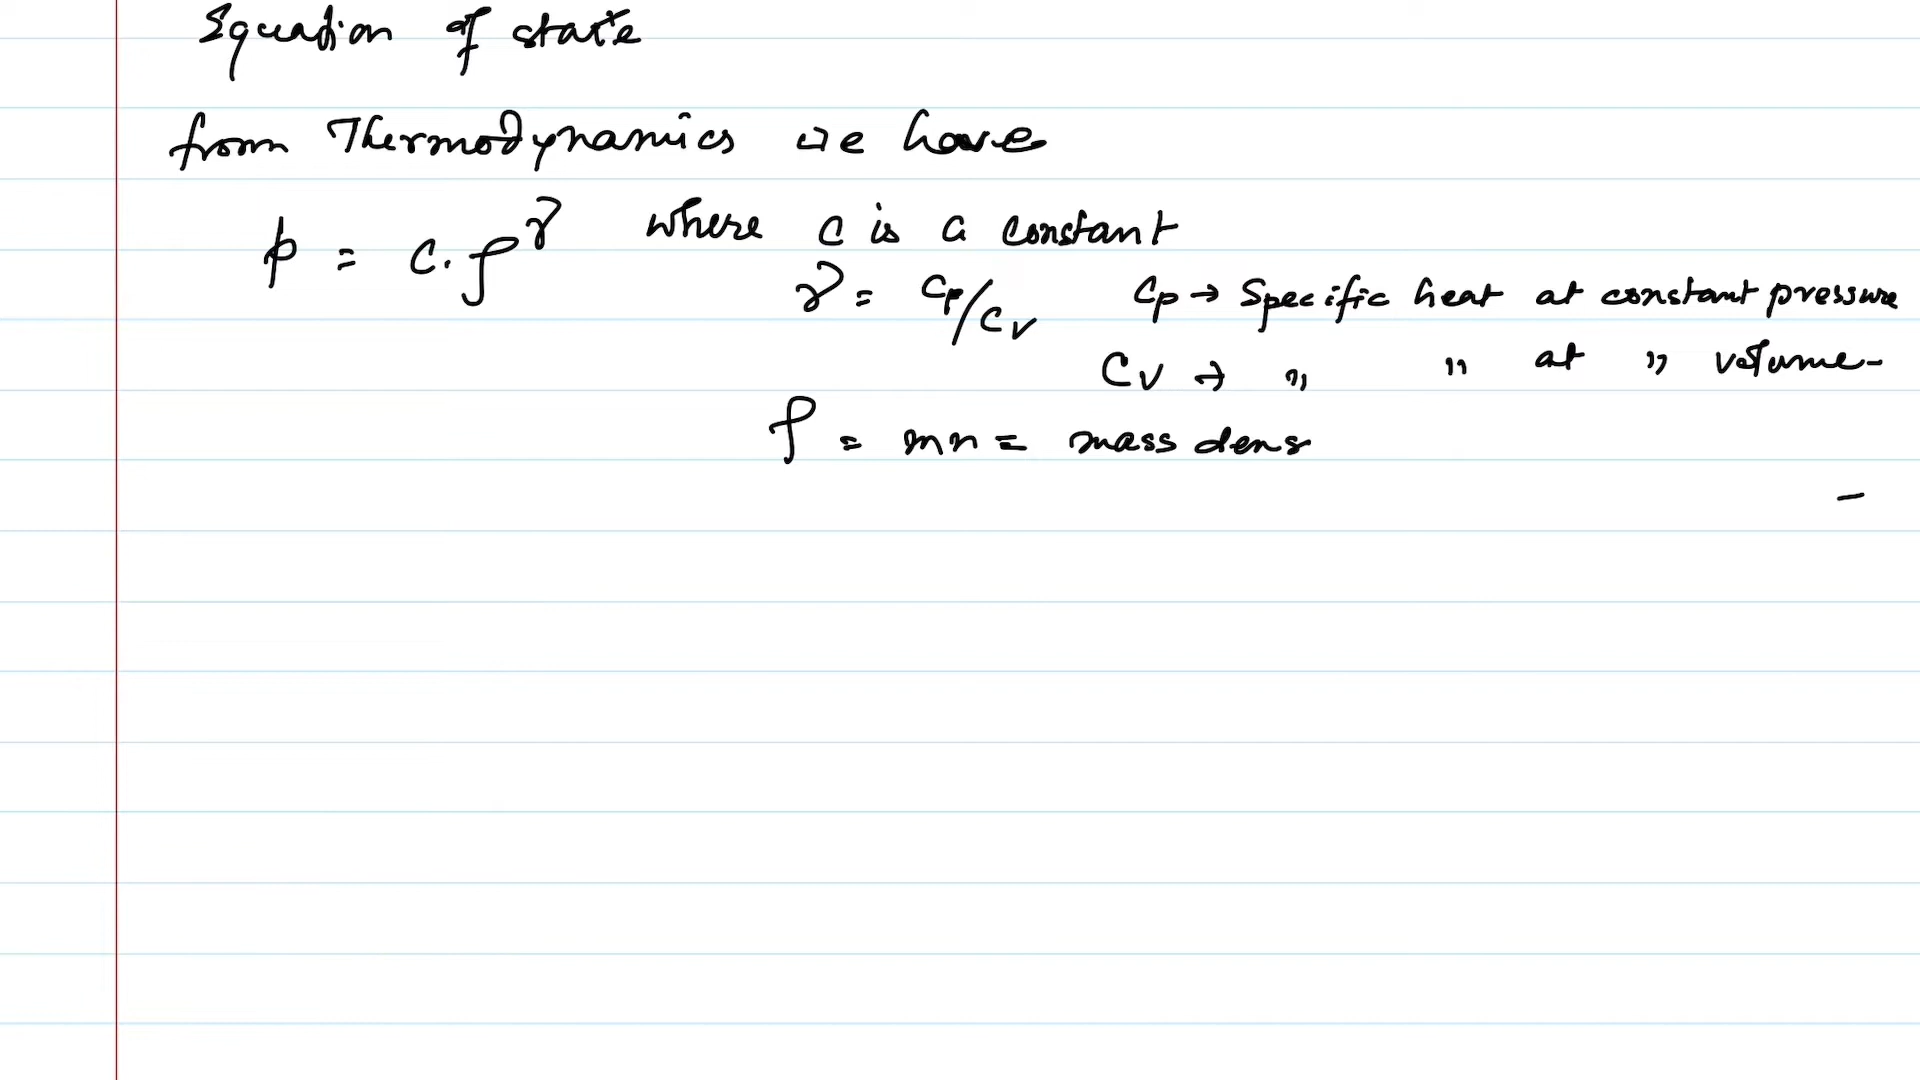 Equation of state
from Thermodynamics we have
p = c. ρ^γ where c is a constant
γ = Cp/Cv Cp → Specific heat at constant pressure
Cv → " " at " volume-
ρ = mn = mass dens